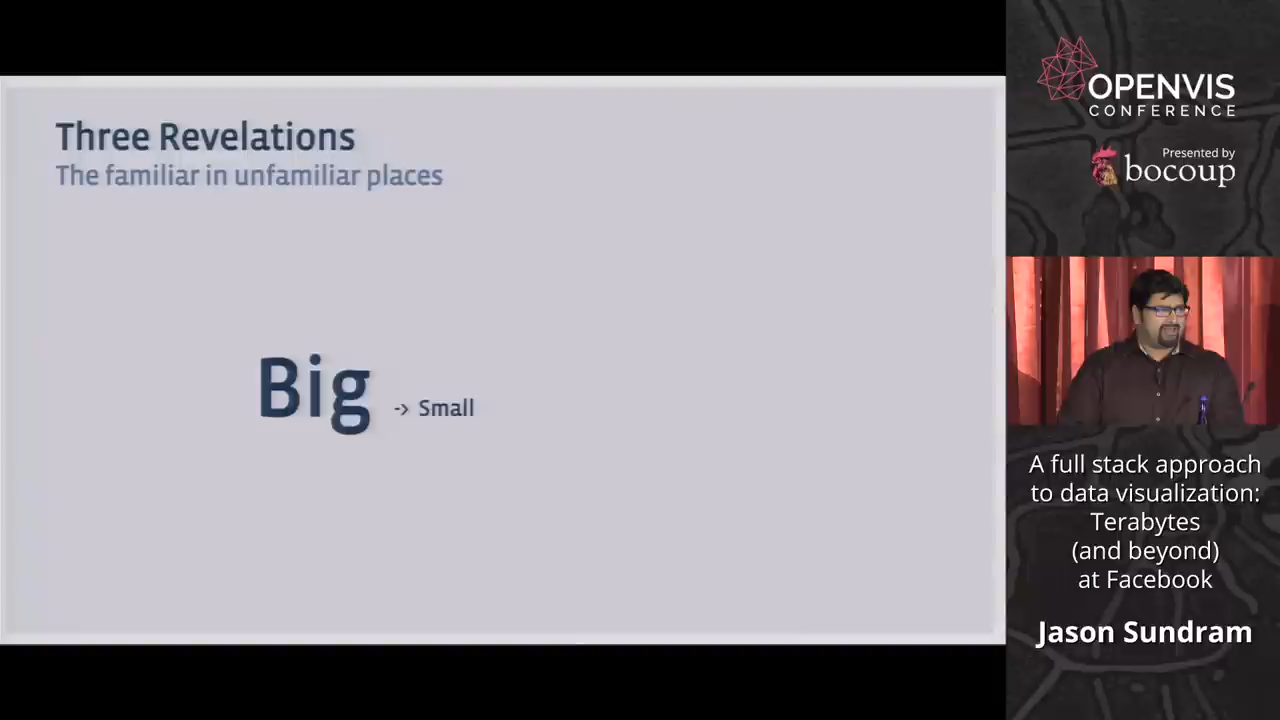 Three Revelations
The familiar in unfamiliar places
Big -> Small
OPENVIS
CONFERENCE
Presented by
bocoup
A full stack approach
to data visualization:
Terabytes
(and beyond)
at Facebook
Jason Sundram